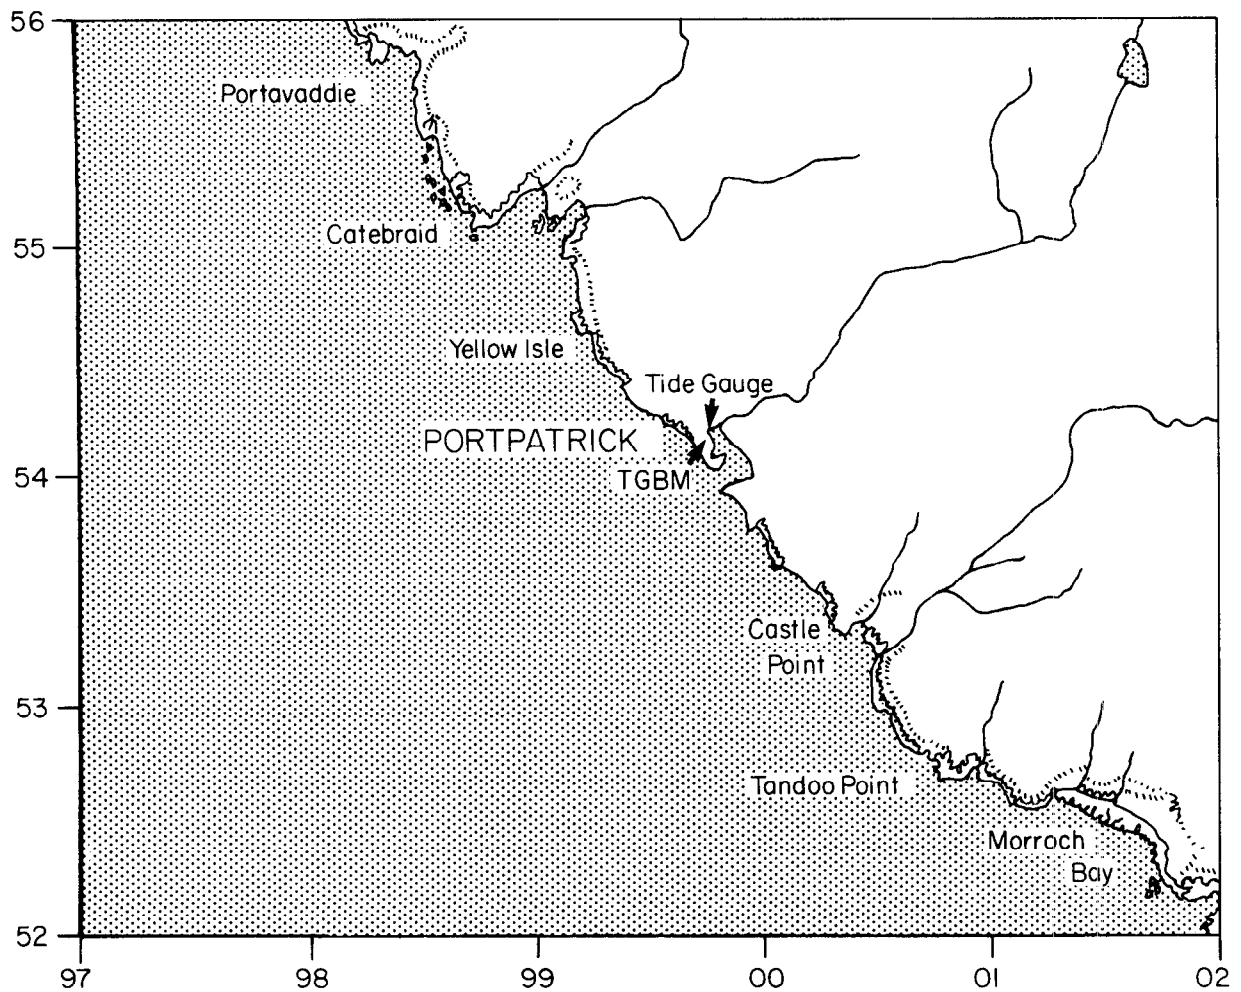 56
Portavaddie
Catebraid
55
Yellow Isle
Tide Gauge
PORTPATRICK
TGBM
54
Castle
Point
53
Tandoo Point
Morroch
Bay
52
97 98 99 00 01 02